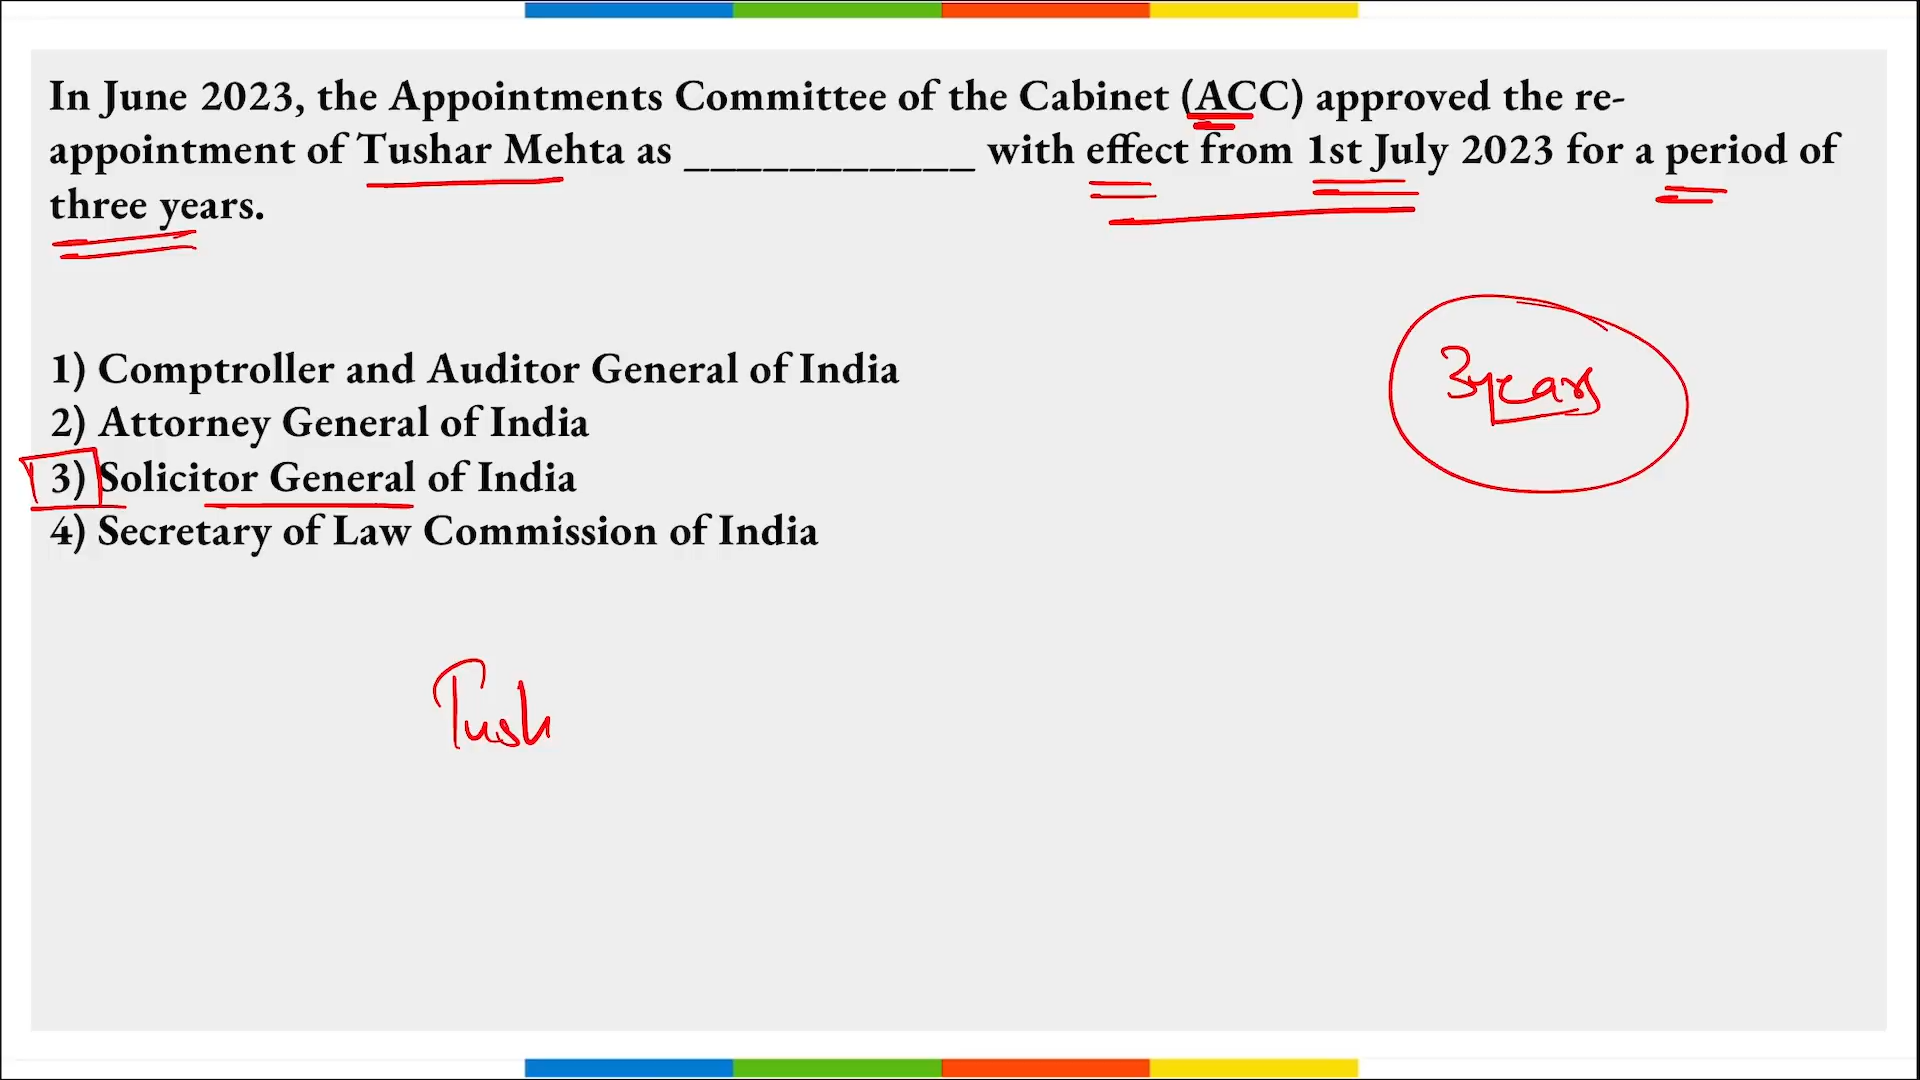 In June 2023, the Appointments Committee of the Cabinet (ACC) approved the re-
appointment of Tushar Mehta as ___________ with effect from 1st July 2023 for a period of
three years.
1) Comptroller and Auditor General of India
2) Attorney General of India
3) Solicitor General of India
4) Secretary of Law Commission of India
3years
Tush